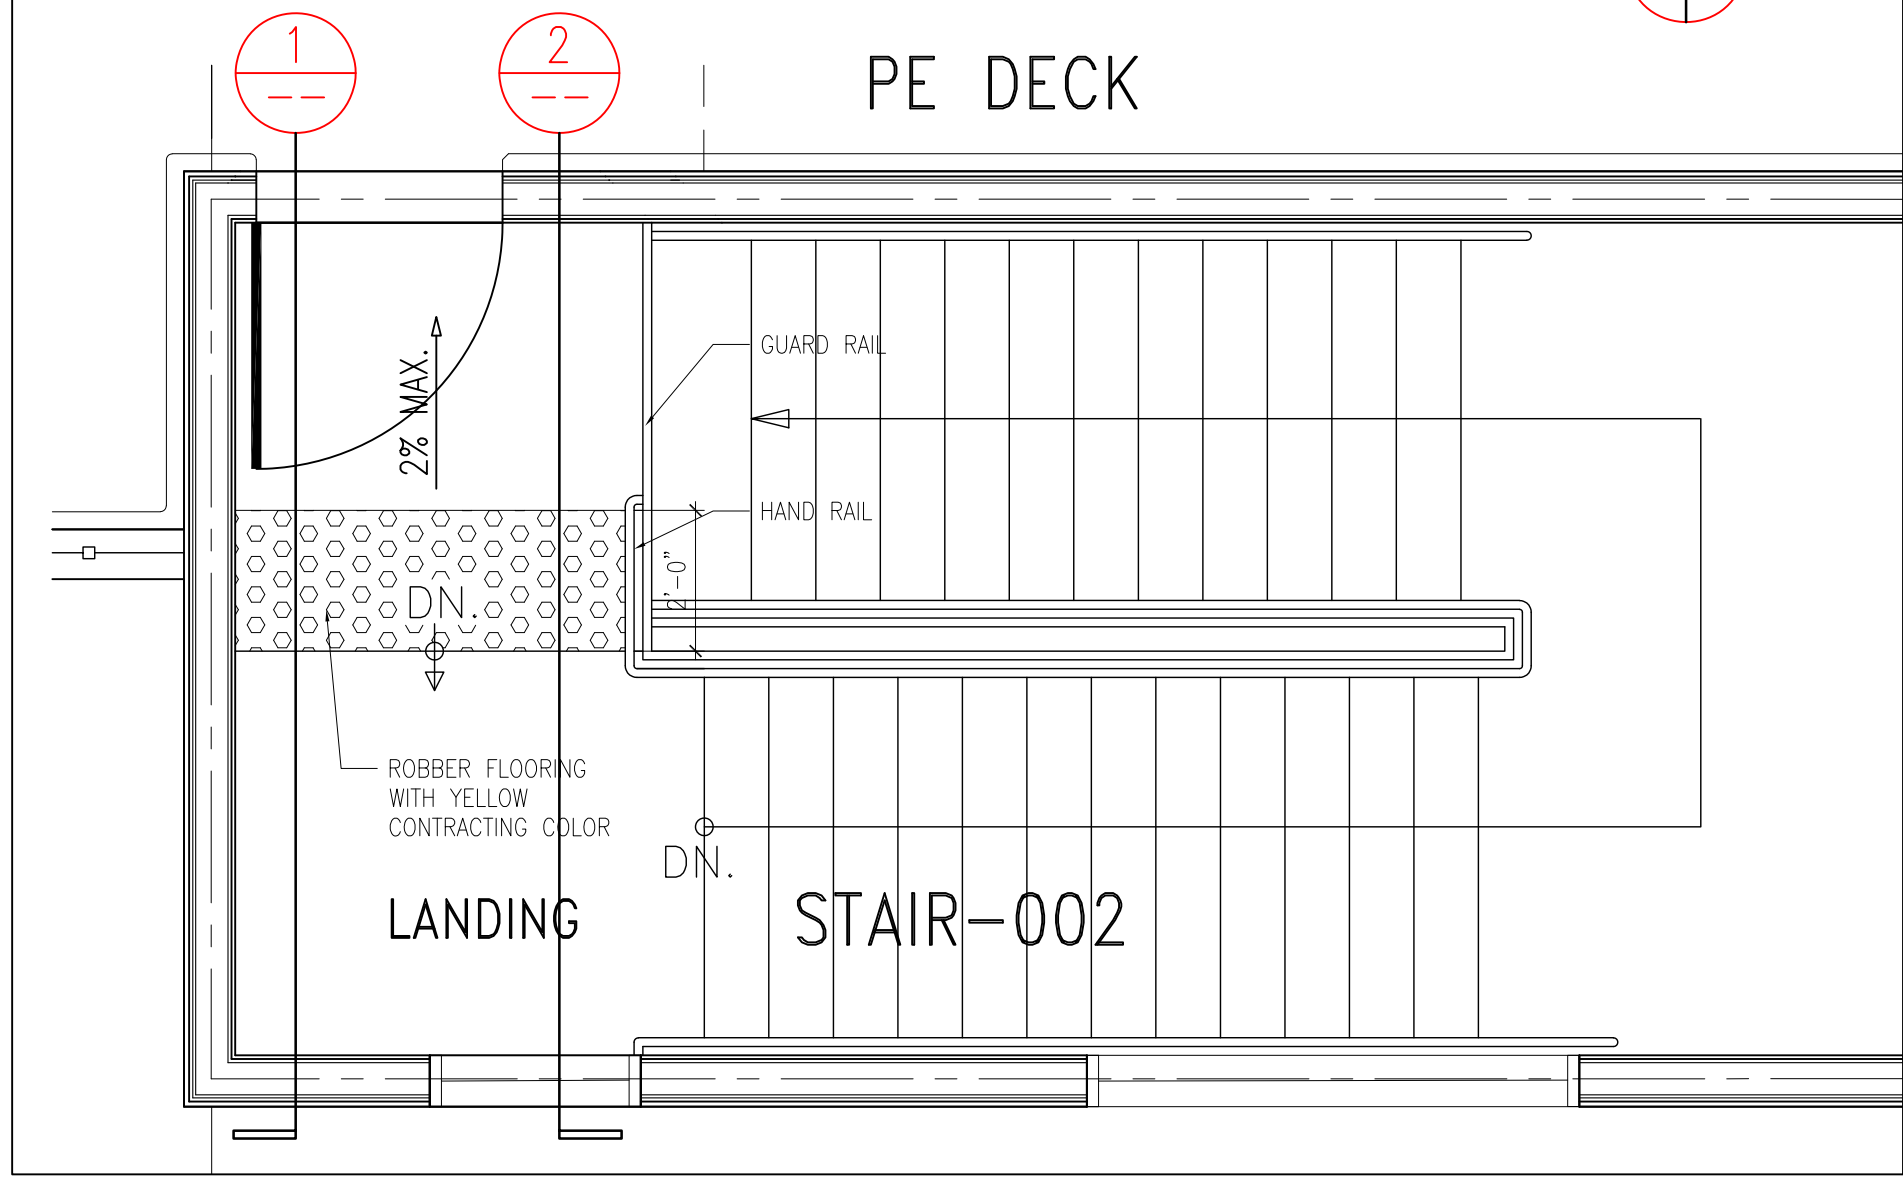 1
--
2
--
PE DECK
GUARD RAIL
2% MAX.
HAND RAIL
2'-0"
DN.
ROBBER FLOORING
WITH YELLOW
CONTRACTING COLOR
DN.
LANDING
STAIR-002